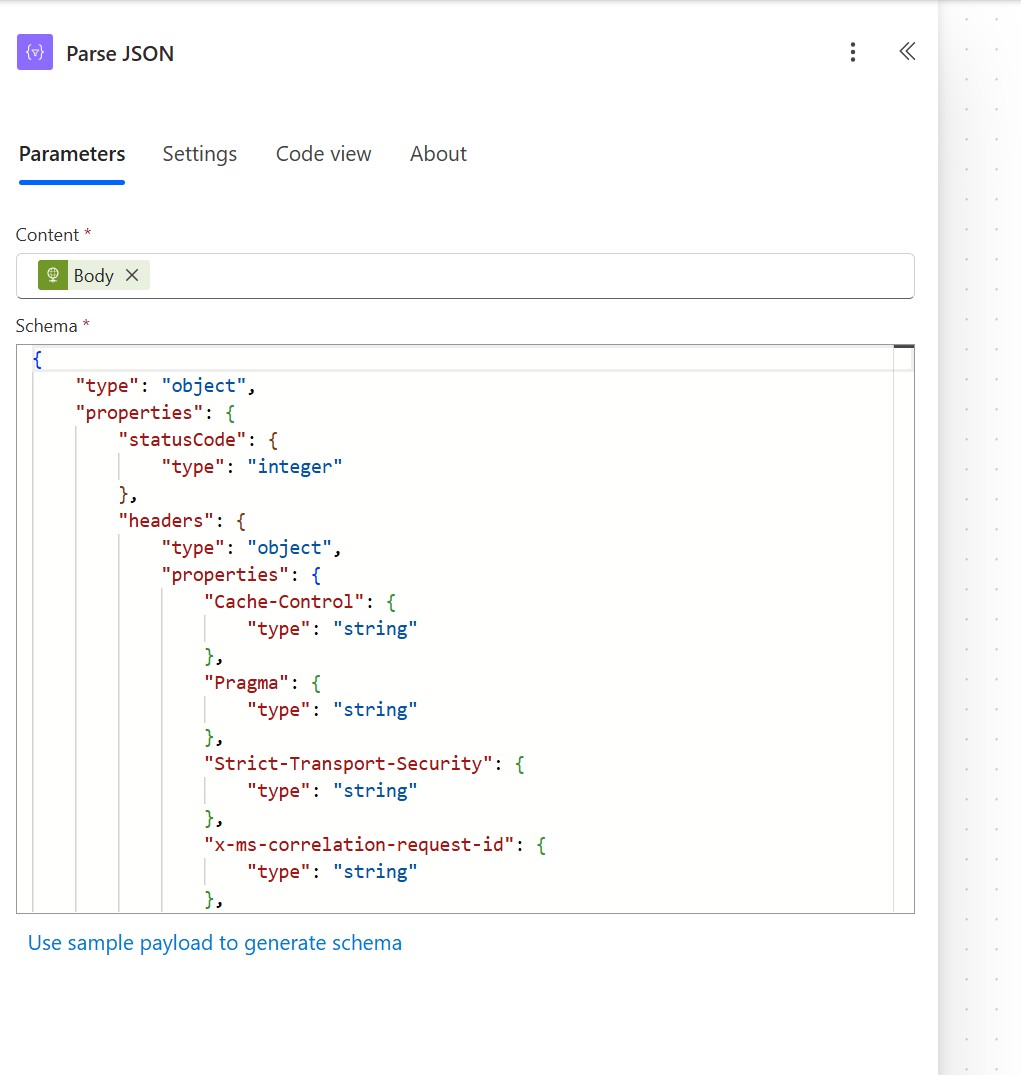 Parse JSON
Parameters Settings Code view About
Content *
Body
Schema *
{
    "type": "object",
    "properties": {
        "statusCode": {
            "type": "integer"
        },
        "headers": {
            "type": "object",
            "properties": {
                "Cache-Control": {
                    "type": "string"
                },
                "Pragma": {
                    "type": "string"
                },
                "Strict-Transport-Security": {
                    "type": "string"
                },
                "x-ms-correlation-request-id": {
                    "type": "string"
                },
Use sample payload to generate schema